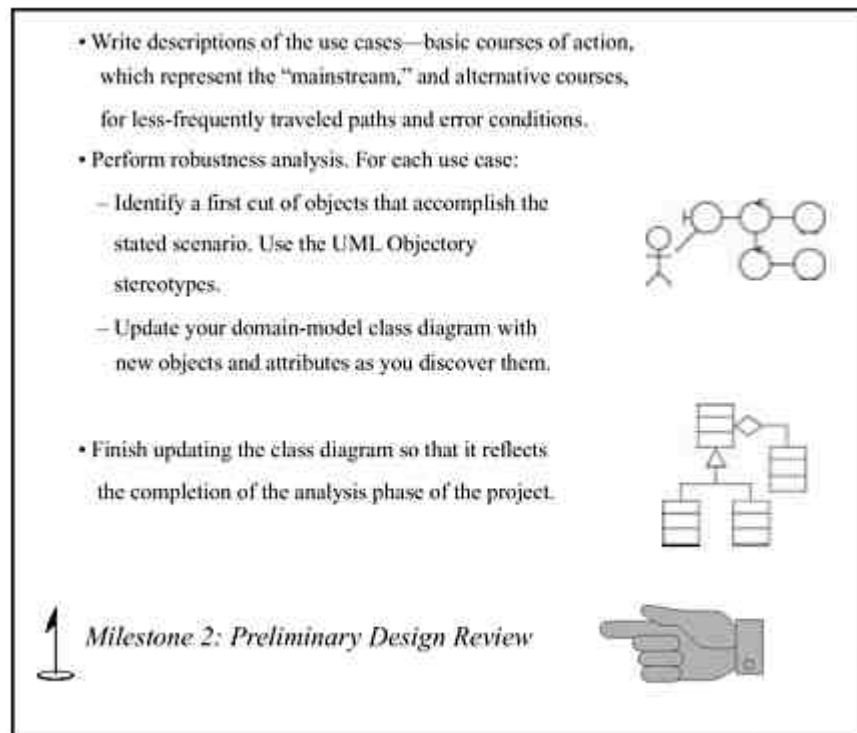 • Write descriptions of the use cases—basic courses of action,
which represent the “mainstream,” and alternative courses,
for less-frequently traveled paths and error conditions.
• Perform robustness analysis. For each use case:
– Identify a first cut of objects that accomplish the
stated scenario. Use the UML Objectory
stereotypes.
– Update your domain-model class diagram with
new objects and attributes as you discover them.
• Finish updating the class diagram so that it reflects
the completion of the analysis phase of the project.
Milestone 2: Preliminary Design Review